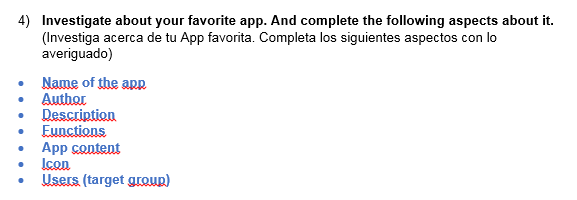 4) Investigate about your favorite app. And complete the following aspects about it.
(Investiga acerca de tu App favorita. Completa los siguientes aspectos con lo
averiguado)
• Name of the app
• Author
• Description
• Functions
• App content
• Icon
• Users (target group)